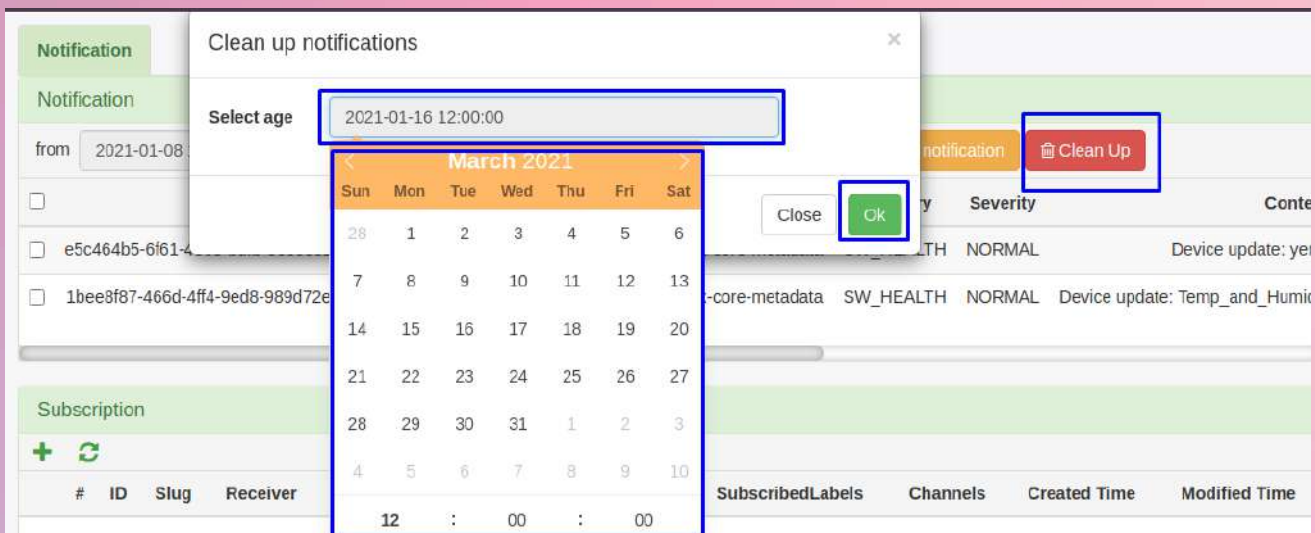 Clean up notifications ×
Notification
Notification
Select age 2021-01-16 12:00:00
from 2021-01-08
notification Clean Up
March 2021
Sun Mon Tue Wed Thu Fri Sat
28 1 2 3 4 5 6
7 8 9 10 11 12 13
14 15 16 17 18 19 20
21 22 23 24 25 26 27
28 29 30 31 1 2 3
4 5 6 7 8 9 10
12 : 00 : 00
Close Ok
Severity Conte
NORMAL Device update: yer
1bee8f87-466d-4ff4-9ed8-989d72e -core-metadata SW_HEALTH NORMAL Device update: Temp_and_Humid
Subscription
# ID Slug Receiver SubscribedLabels Channels Created Time Modified Time